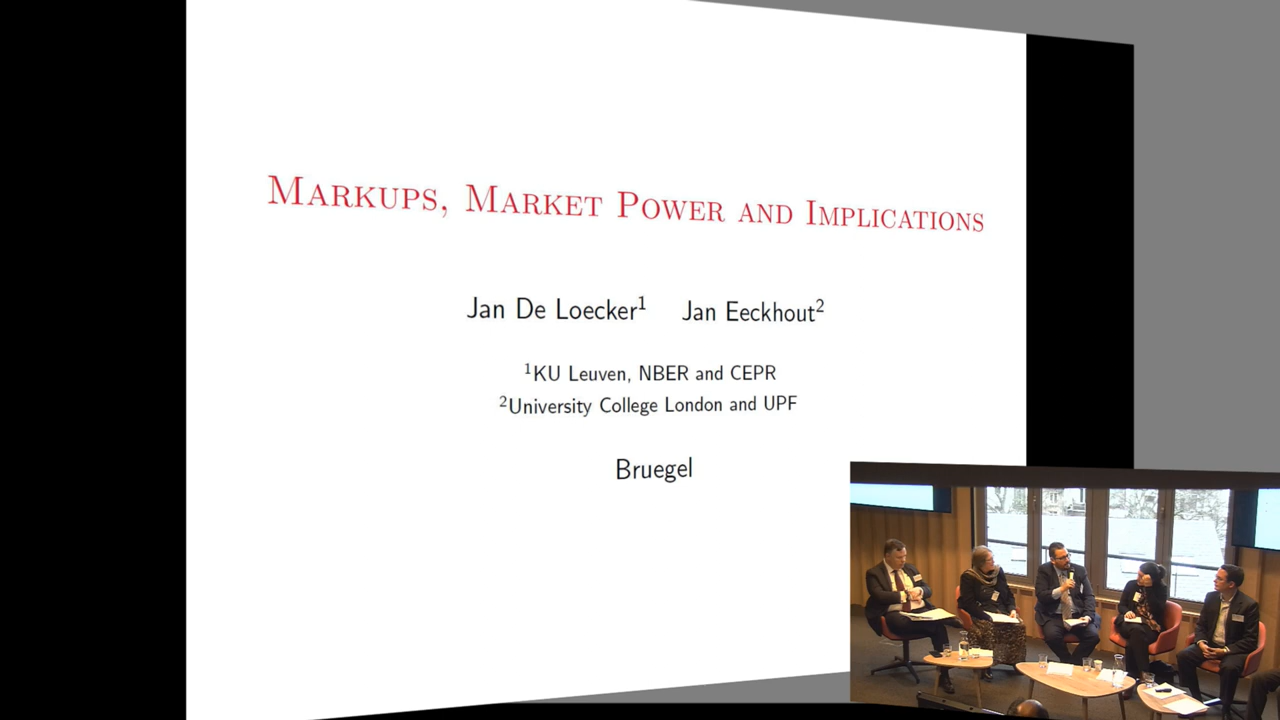 Markups, Market Power and Implications
Jan De Loecker¹ Jan Eeckhout²
¹KU Leuven, NBER and CEPR
²University College London and UPF
Bruegel